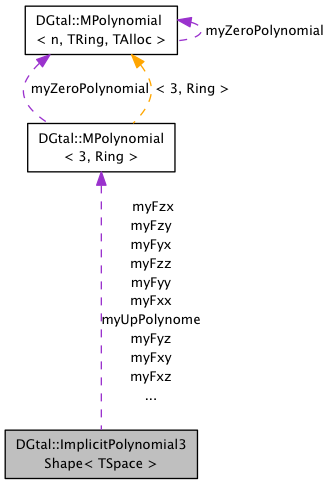 DGtal::MPolynomial
< n, TRing, TAlloc >
myZeroPolynomial
myZeroPolynomial
< 3, Ring >
DGtal::MPolynomial
< 3, Ring >
myFzx
myFzy
myFyx
myFzz
myFyy
myFxx
myUpPolynome
myFyz
myFxy
myFxz
...
DGtal::ImplicitPolynomial3
Shape< TSpace >